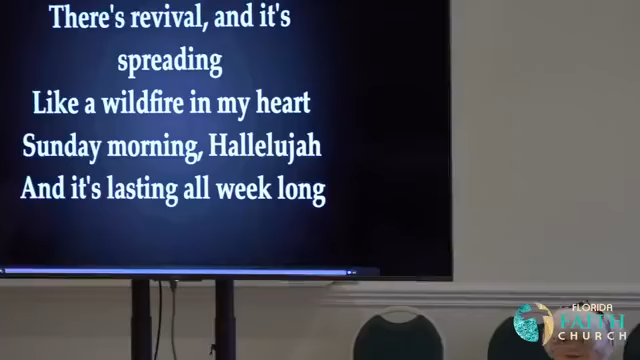 There's revival, and it's
spreading
Like a wildfire in my heart
Sunday morning, Hallelujah
And it's lasting all week long
FLORIDA
FAITH
CHURCH